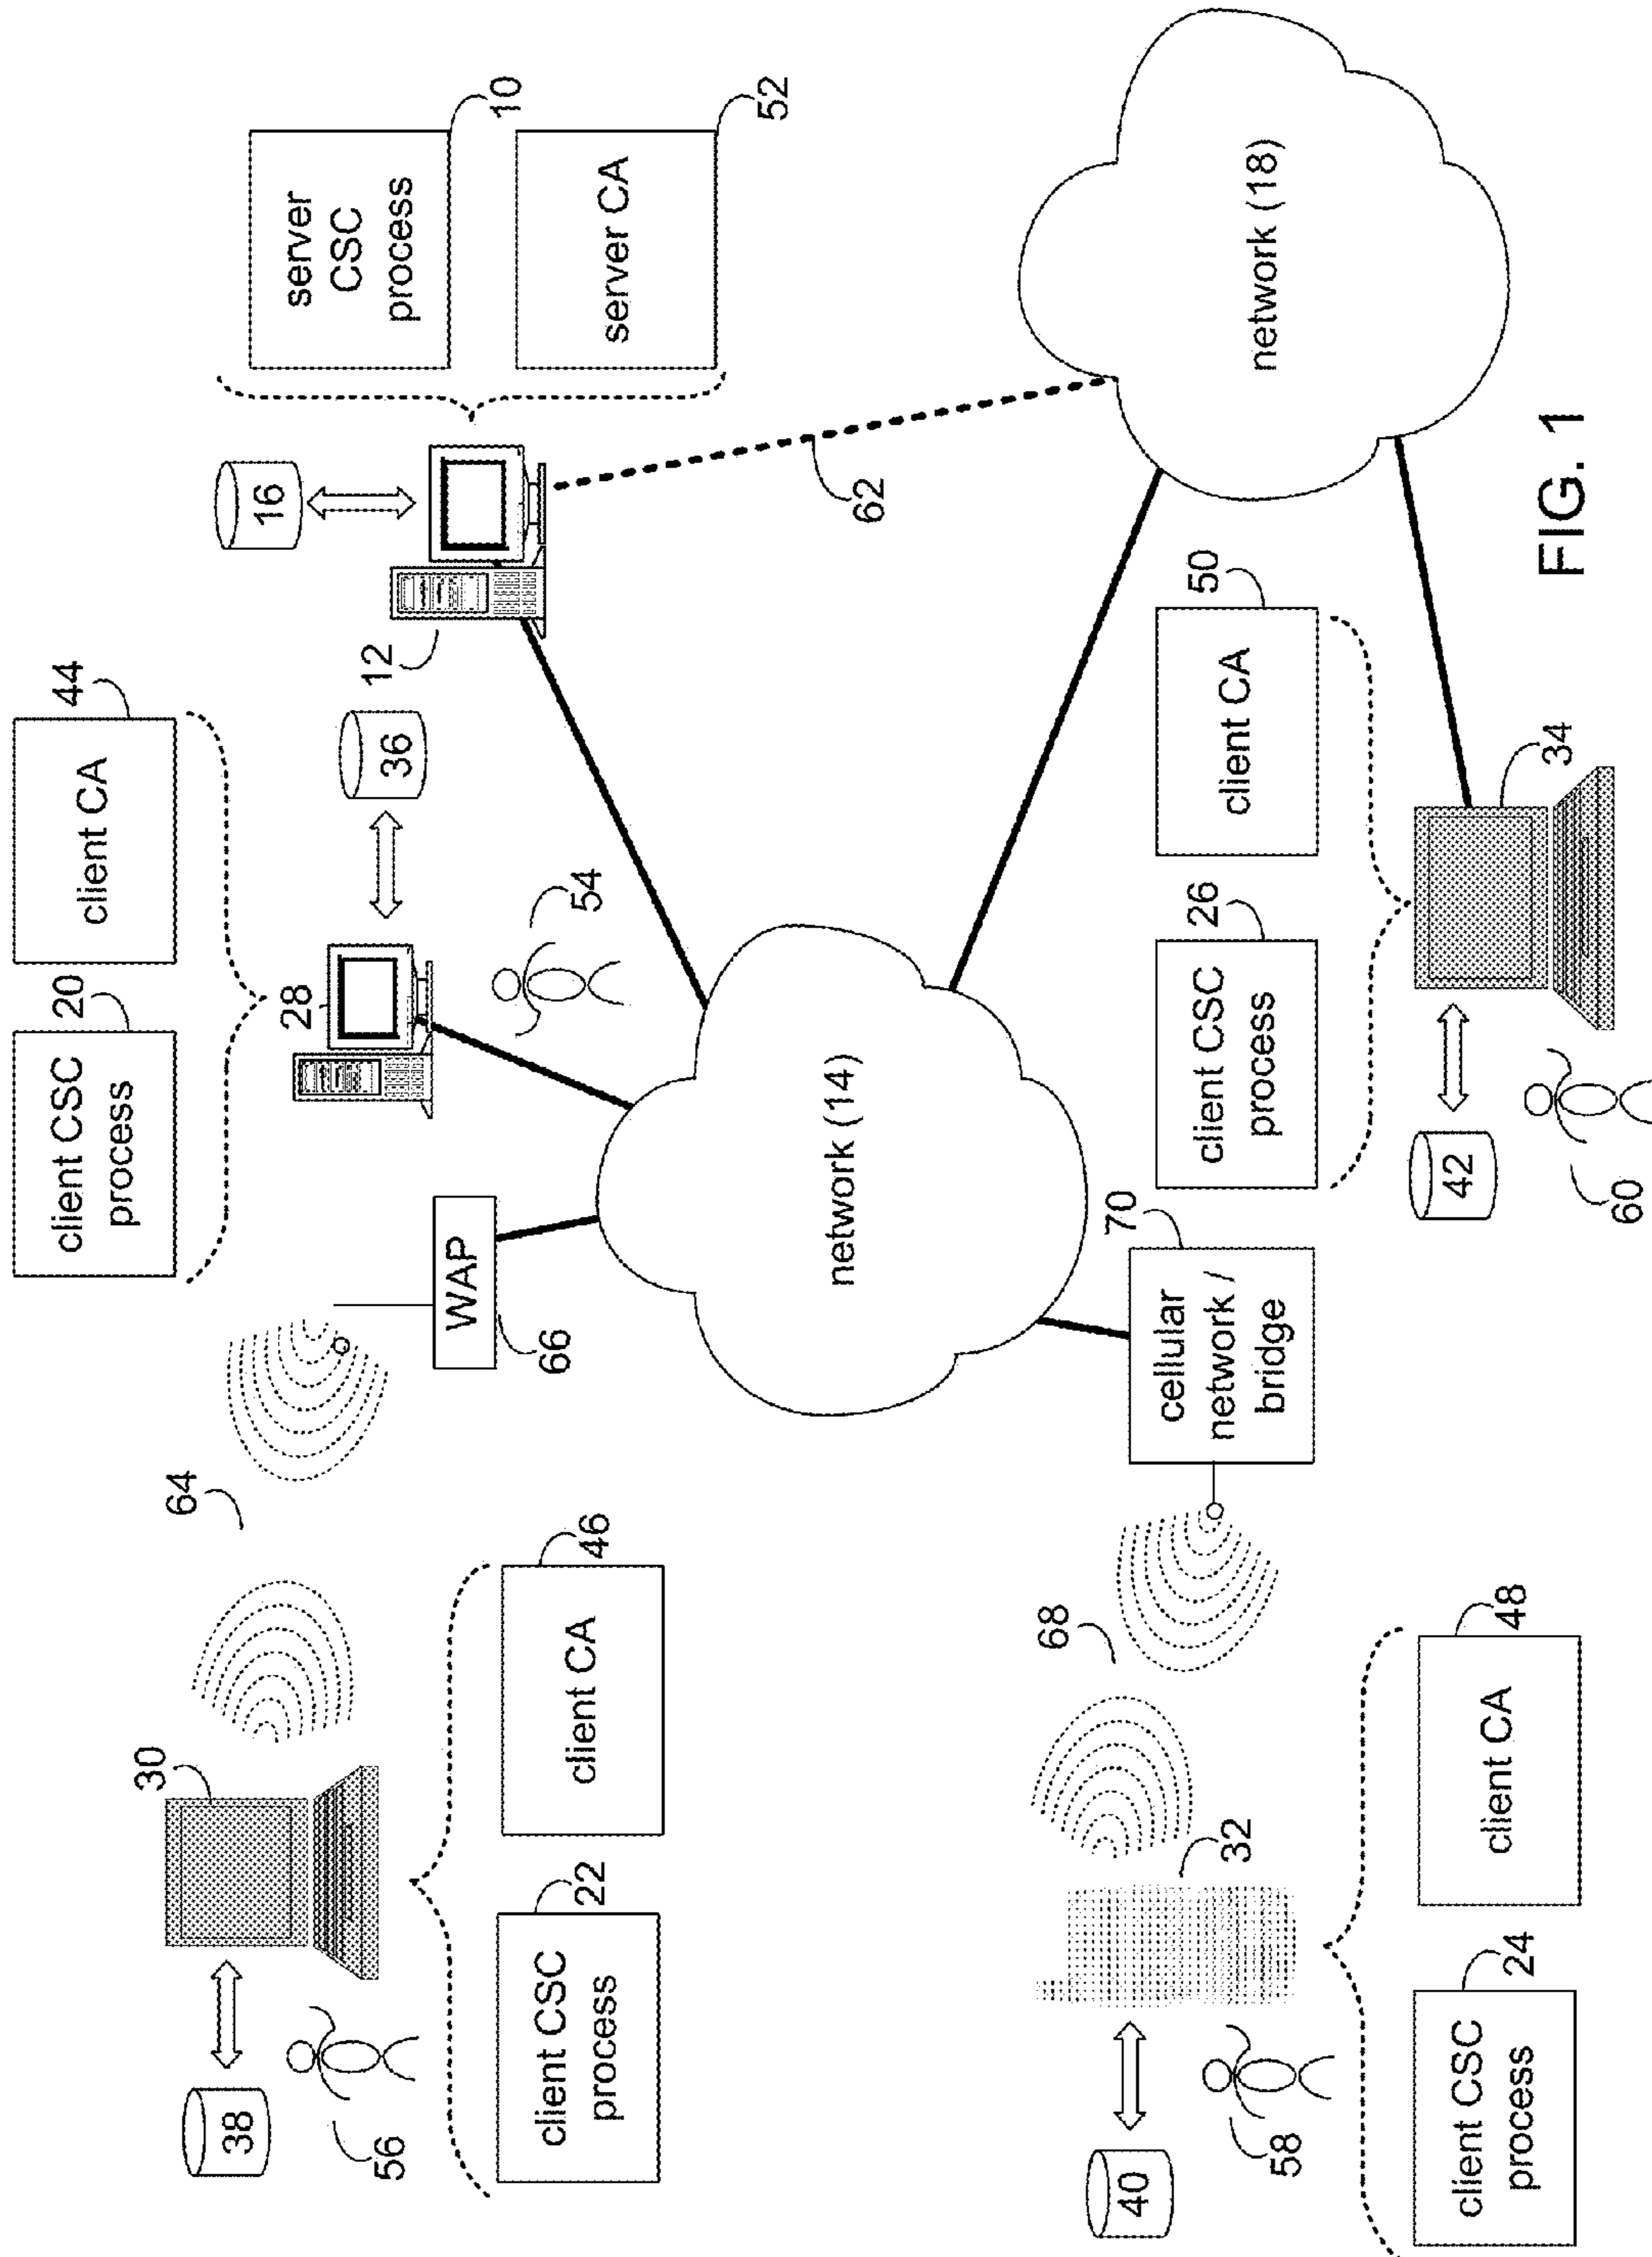 client CSC
process
20
client CA
44
30
64
38
56
28
36
16
server
CSC
process
10
12
WAP
66
54
server CA
52
client CSC
process
22
client CA
46
network (14)
62
network (18)
68
70
cellular
network /
bridge
32
40
58
client CSC
process
26
client CA
50
client CSC
process
24
client CA
48
42
60
34
FIG. 1